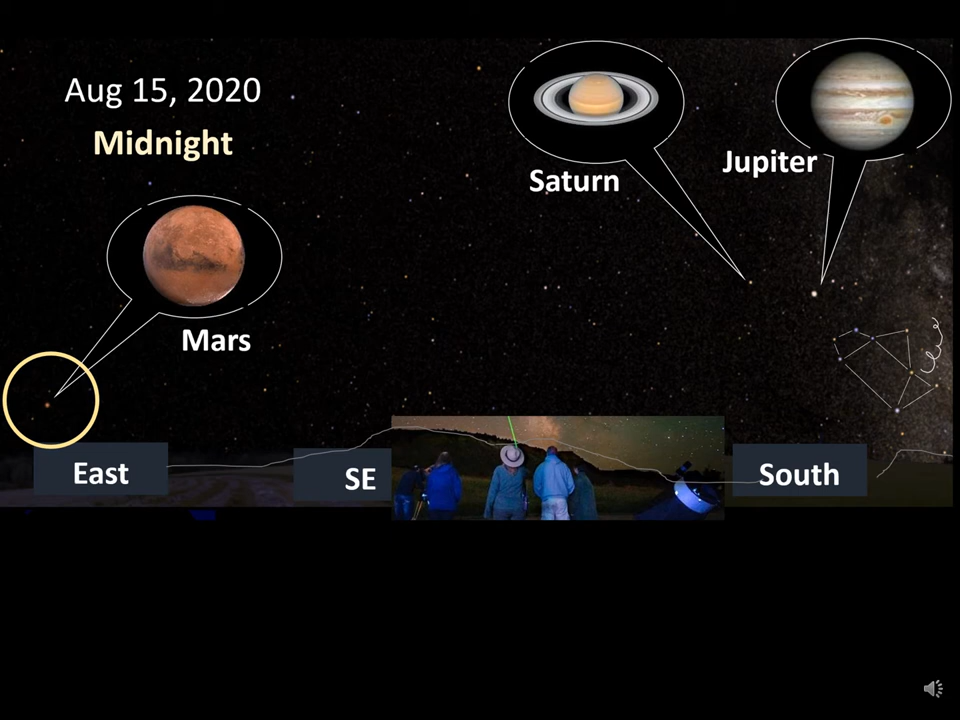 Aug 15, 2020
Midnight
Saturn
Jupiter
Mars
East
SE
South